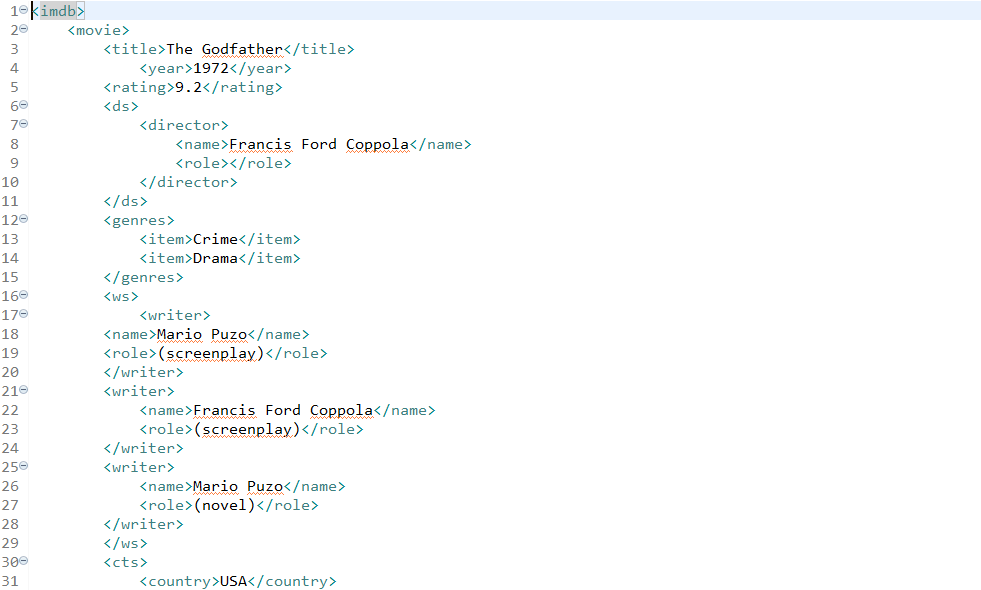 1 <imdb>
2     <movie>
3         <title>The Godfather</title>
4             <year>1972</year>
5         <rating>9.2</rating>
6         <ds>
7             <director>
8                 <name>Francis Ford Coppola</name>
9                 <role></role>
10             </director>
11         </ds>
12         <genres>
13             <item>Crime</item>
14             <item>Drama</item>
15         </genres>
16         <ws>
17             <writer>
18         <name>Mario Puzo</name>
19         <role>(screenplay)</role>
20         </writer>
21         <writer>
22             <name>Francis Ford Coppola</name>
23             <role>(screenplay)</role>
24         </writer>
25         <writer>
26             <name>Mario Puzo</name>
27             <role>(novel)</role>
28         </writer>
29         </ws>
30         <cts>
31             <country>USA</country>